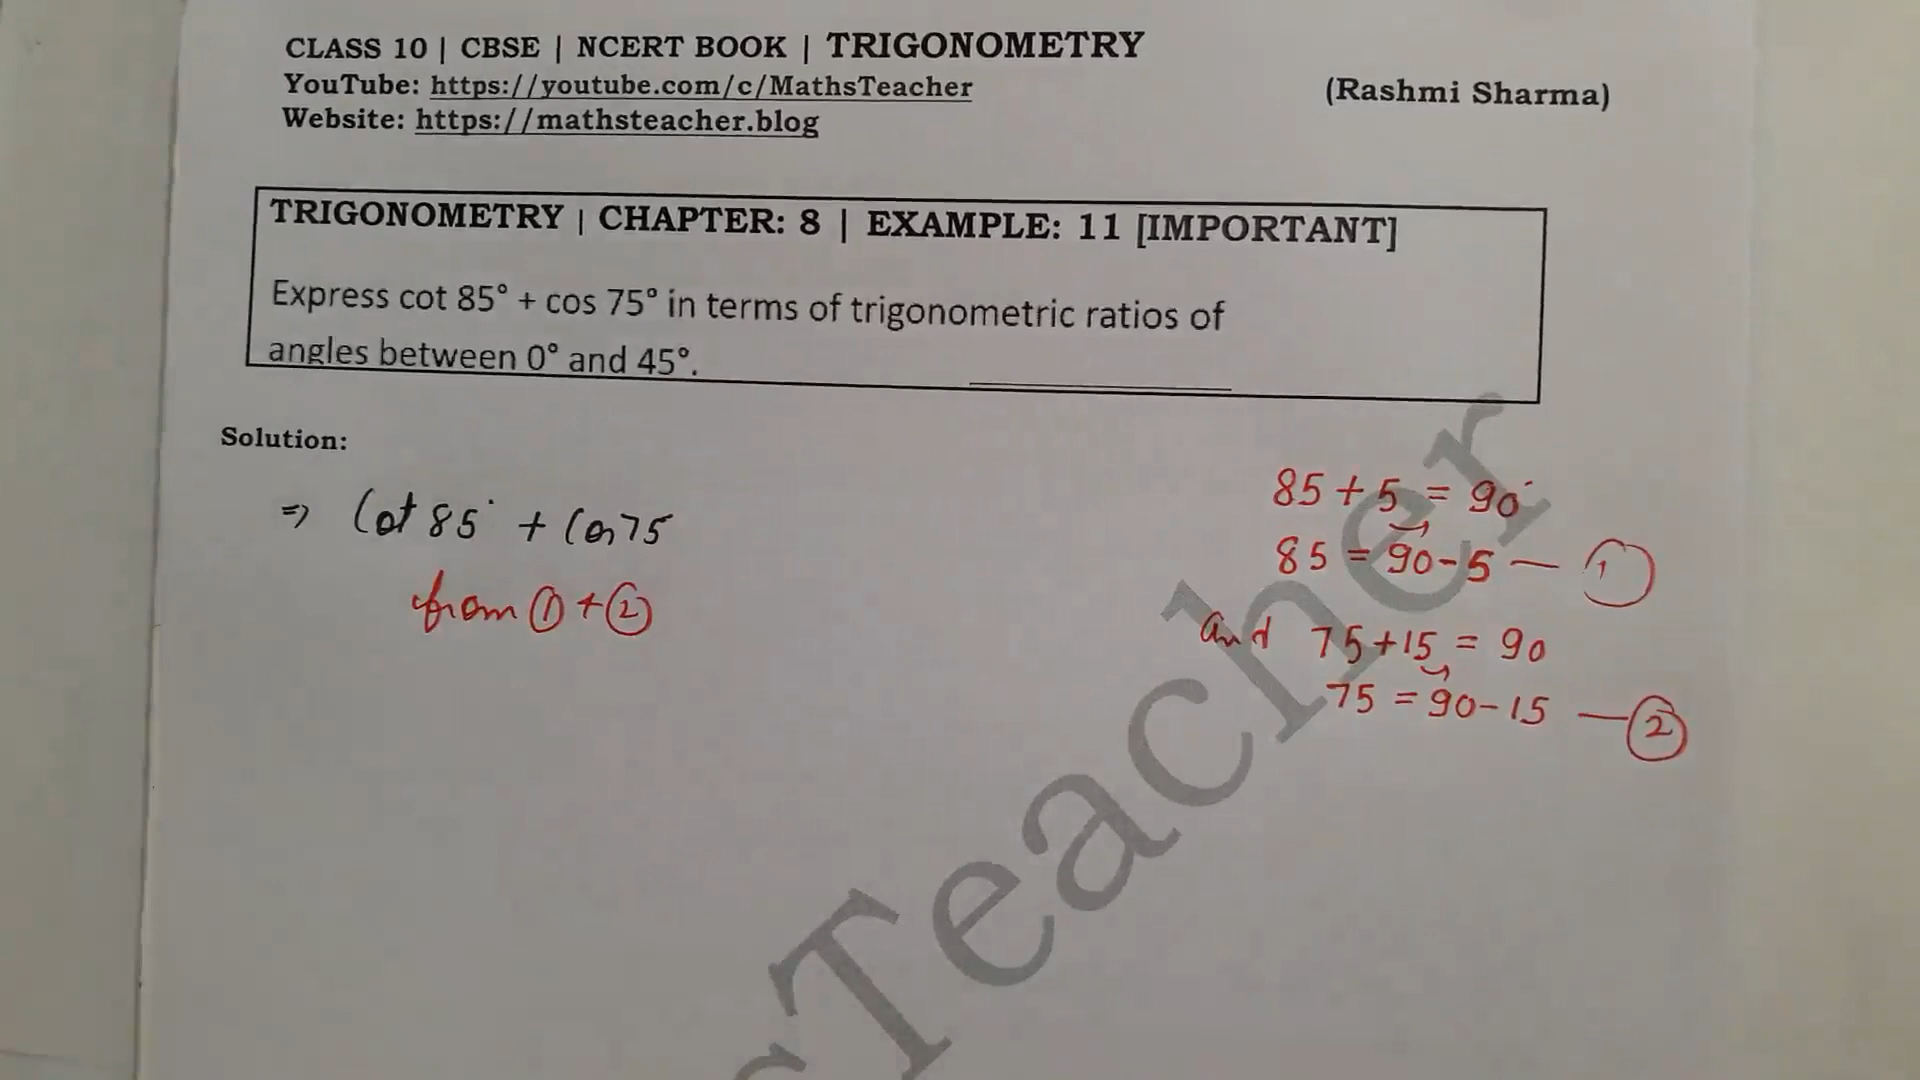 CLASS 10 | CBSE | NCERT BOOK | TRIGONOMETRY
YouTube: https://youtube.com/c/MathsTeacher
(Rashmi Sharma)
Website: https://mathsteacher.blog
TRIGONOMETRY | CHAPTER: 8 | EXAMPLE: 11 [IMPORTANT]
Express cot 85° + cos 75° in terms of trigonometric ratios of
angles between 0° and 45°.
Solution:
⇒ Cot 85° + Cos 75
from ① + ②
85 + 5 = 90°
85 = 90 - 5 — ①
and 75 + 15 = 90
75 = 90 - 15 — ②
rTeacher